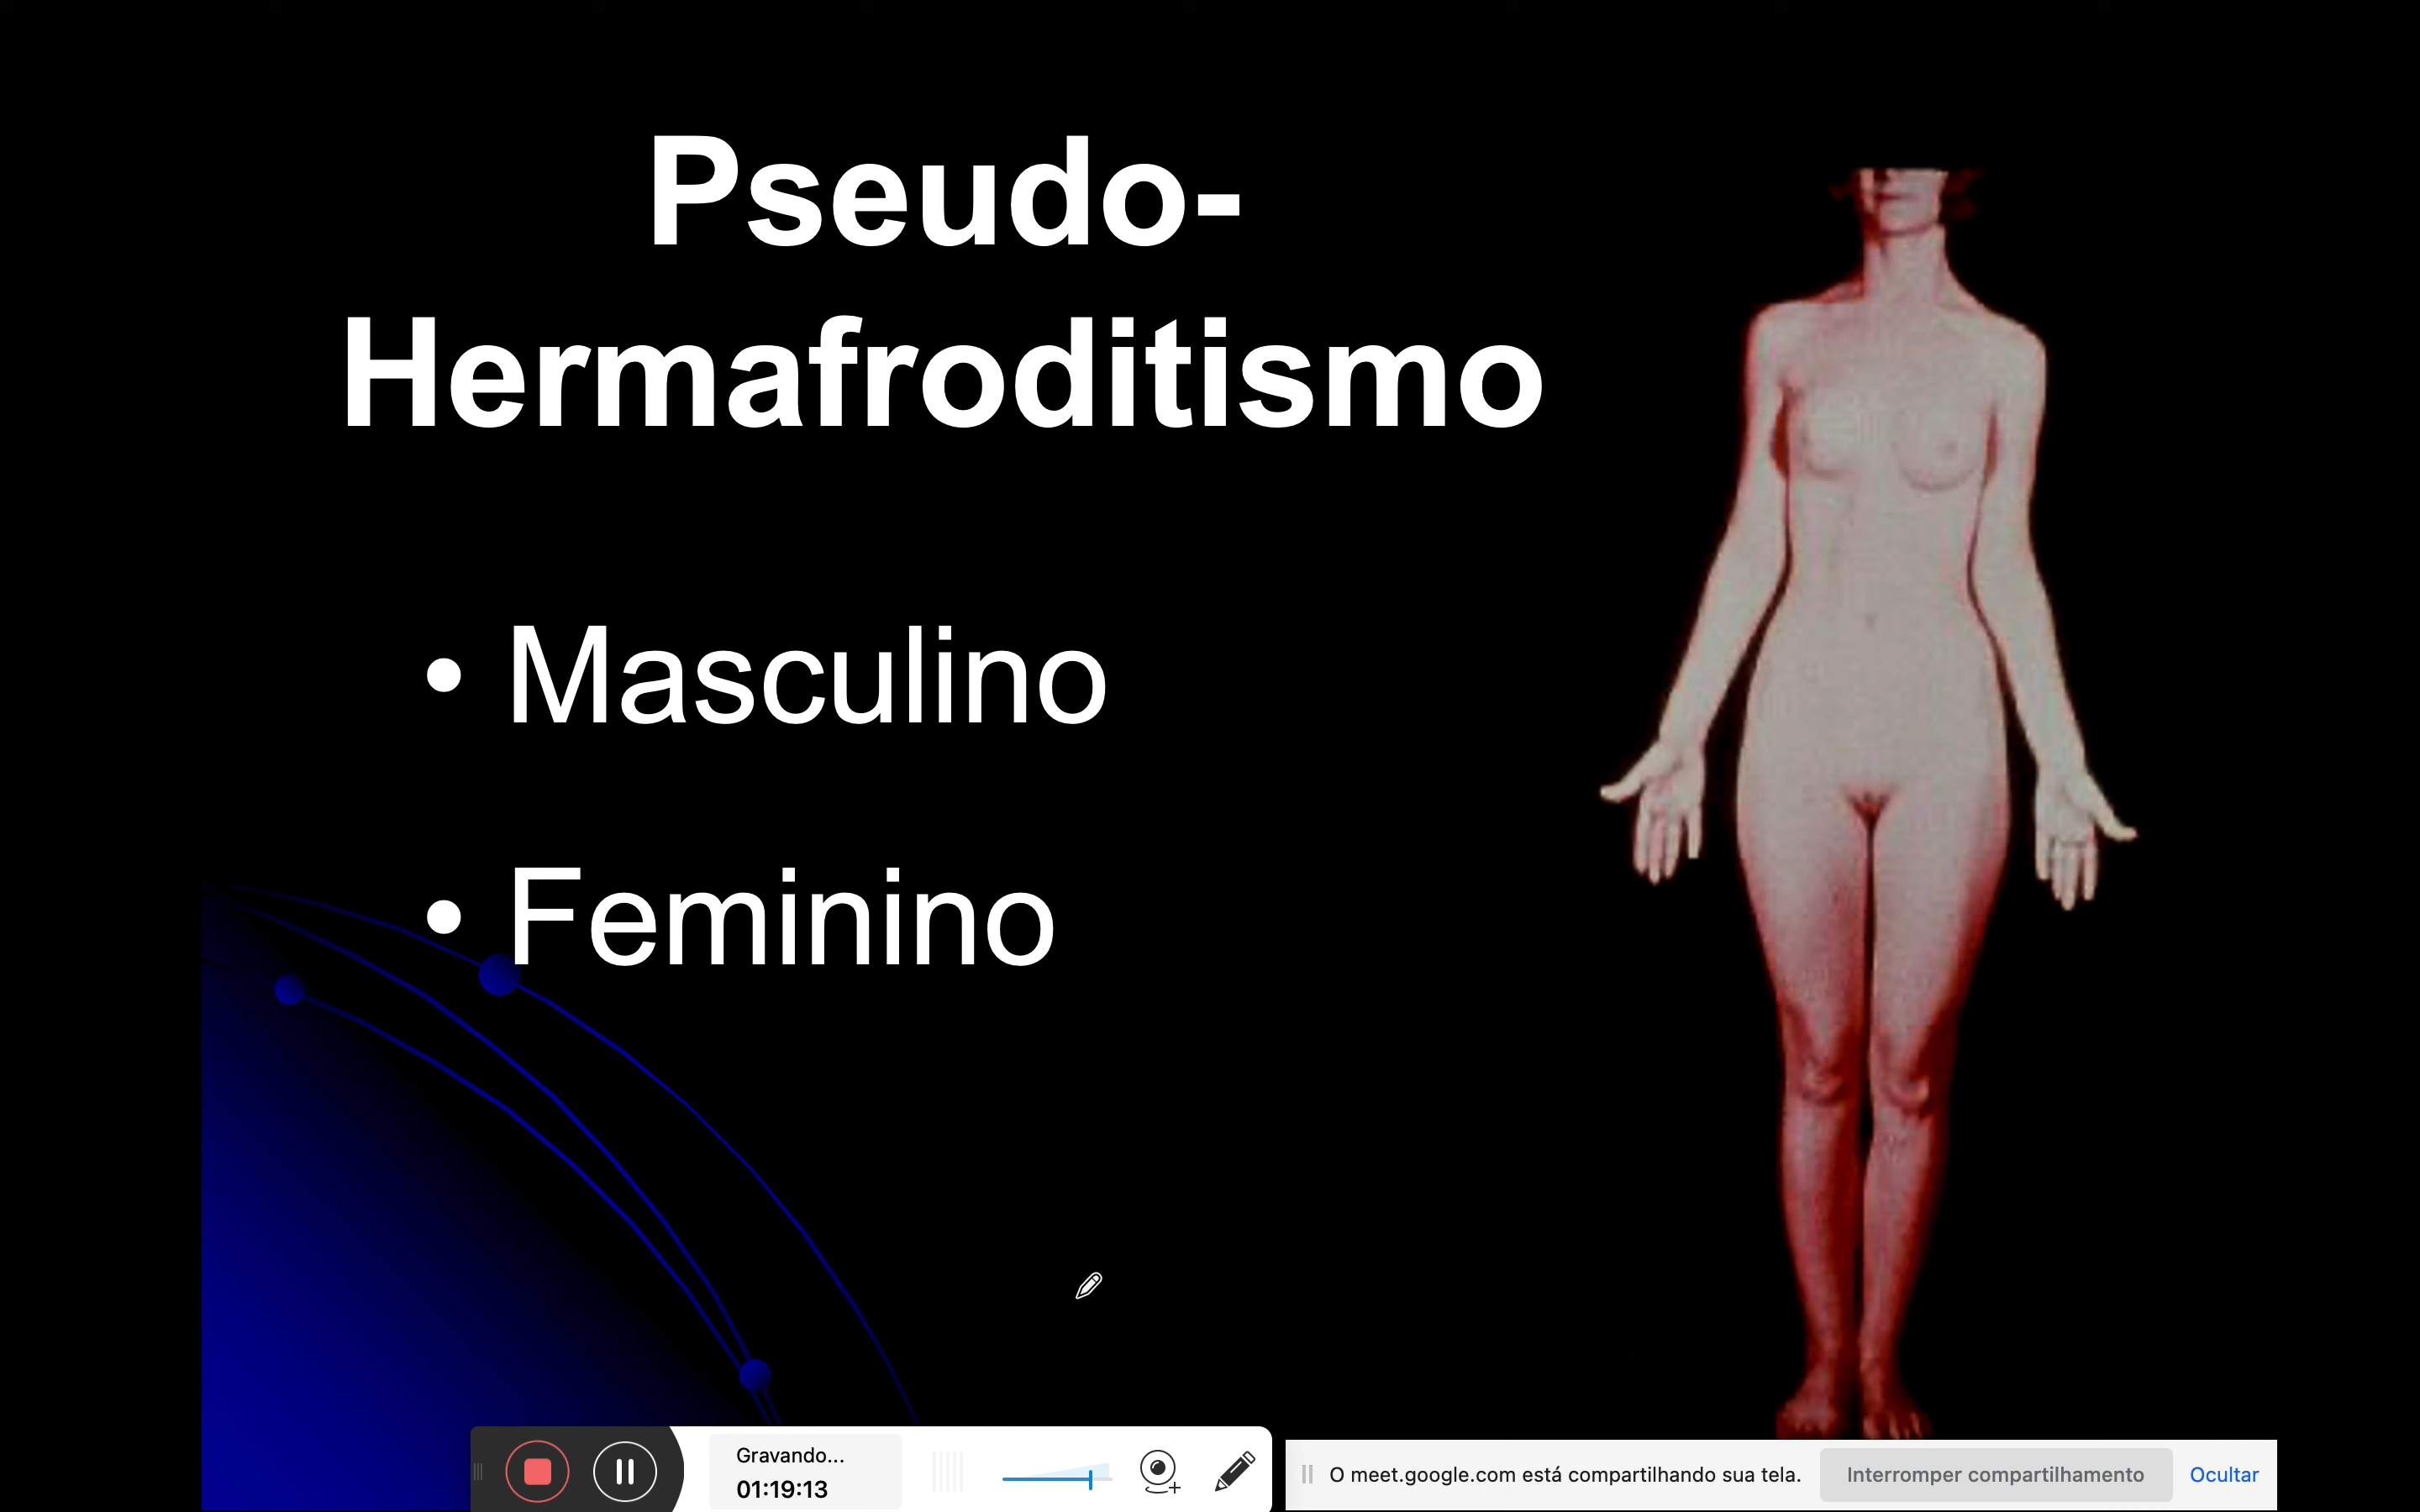 Pseudo-
Hermafroditismo
• Masculino
• Feminino
Gravando...
01:19:13
O meet.google.com está compartilhando sua tela.
Interromper compartilhamento
Ocultar